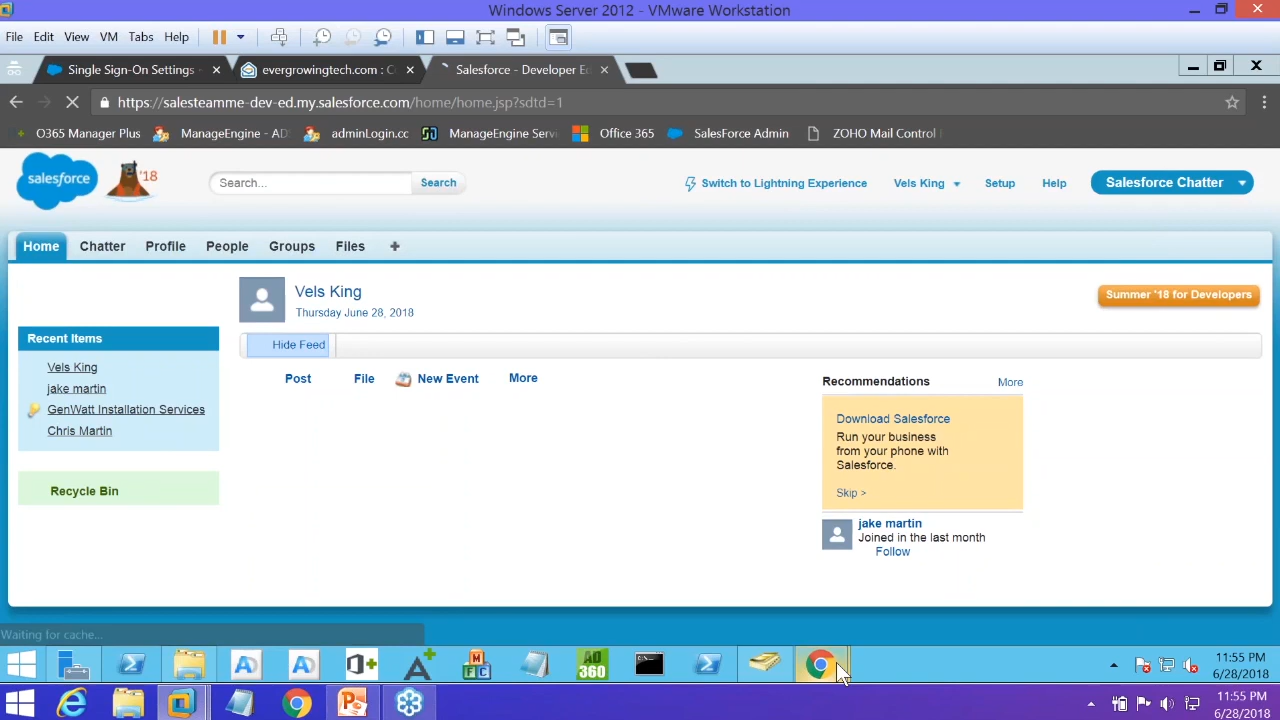 Windows Server 2012 - VMware Workstation
File Edit View VM Tabs Help
Single Sign-On Settings - evergrowingtech.com : C Salesforce - Developer Ed
https://salesteamme-dev-ed.my.salesforce.com/home/home.jsp?sdtd=1
O365 Manager Plus ManageEngine - AD adminLogin.cc ManageEngine Serv Office 365 SalesForce Admin ZOHO Mail Control
salesforce '18 Search... Search Switch to Lightning Experience Vels King Setup Help Salesforce Chatter
Home Chatter Profile People Groups Files +
Vels King
Thursday June 28, 2018
Summer '18 for Developers
Recent Items
Vels King
jake martin
GenWatt Installation Services
Chris Martin
Recycle Bin
Hide Feed
Post File New Event More
Recommendations More
Download Salesforce
Run your business
from your phone with
Salesforce.
Skip >
jake martin
Joined in the last month
Follow
Waiting for cache...
AD
360
11:55 PM
6/28/2018
11:55 PM
6/28/2018